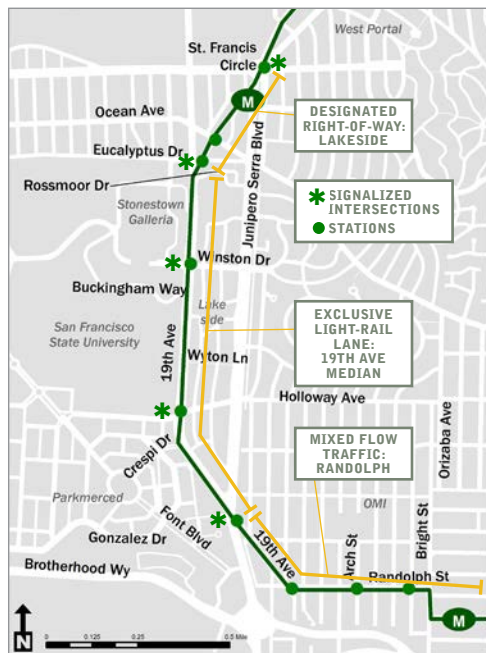 West Portal
St. Francis
Circle
M
Ocean Ave
DESIGNATED
RIGHT-OF-WAY:
LAKESIDE
Eucalyptus Dr
Rossmoor Dr
Junipero Serra Blvd
SIGNALIZED
INTERSECTIONS
STATIONS
Stonestown
Galleria
Winston Dr
Buckingham Way
Lake
side
EXCLUSIVE
LIGHT-RAIL
LANE:
19TH AVE
MEDIAN
San Francisco
State University
19th Ave
Wyton Ln
Holloway Ave
Orizaba Ave
Crespi Dr
MIXED FLOW
TRAFFIC:
RANDOLPH
Parkmerced
OMI
Font Blvd
Gonzalez Dr
19th Ave
Arch St
Bright St
Brotherhood Wy
Randolph St
M
N
0 0.125 0.25 0.5 Mile